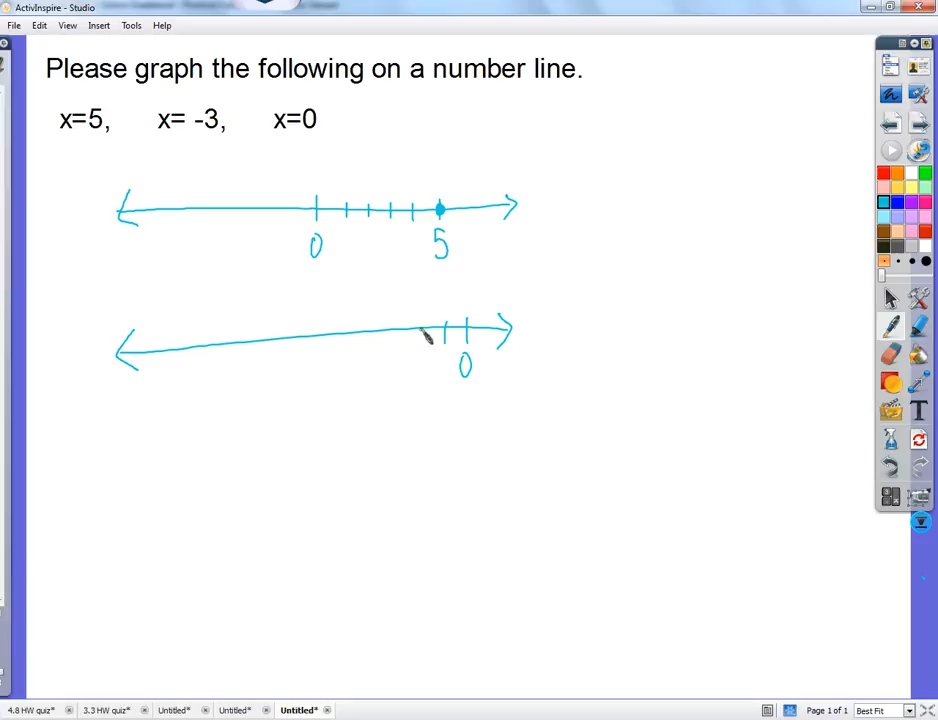 ActivInspire - Studio
File Edit View Insert Tools Help
Please graph the following on a number line.
x=5, x= -3, x=0
0 5
0
T
4.8 HW quiz* 3.3 HW quiz* Untitled* Untitled* Untitled* Page 1 of 1 Best Fit